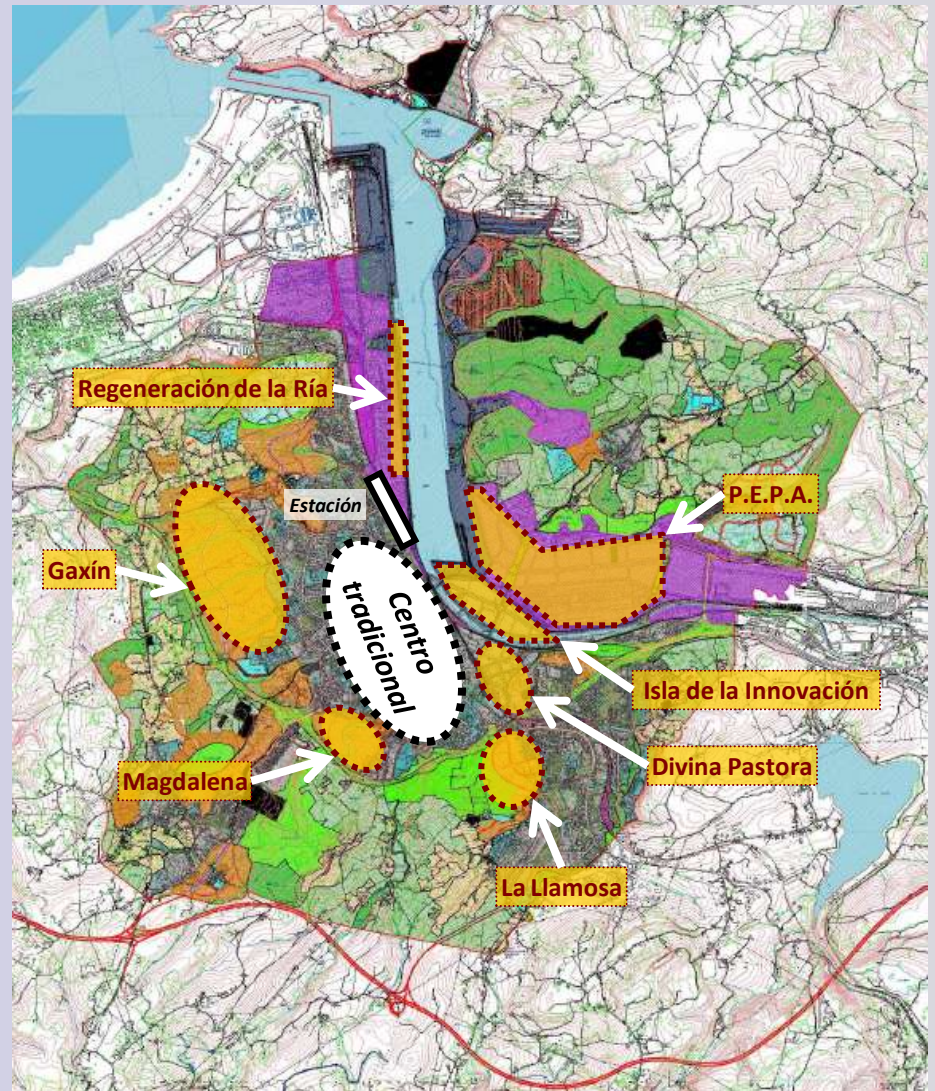 Regeneración de la Ría
P.E.P.A.
Estación
Gaxín
Centro
tradicional
Isla de la Innovación
Divina Pastora
Magdalena
La Llamosa